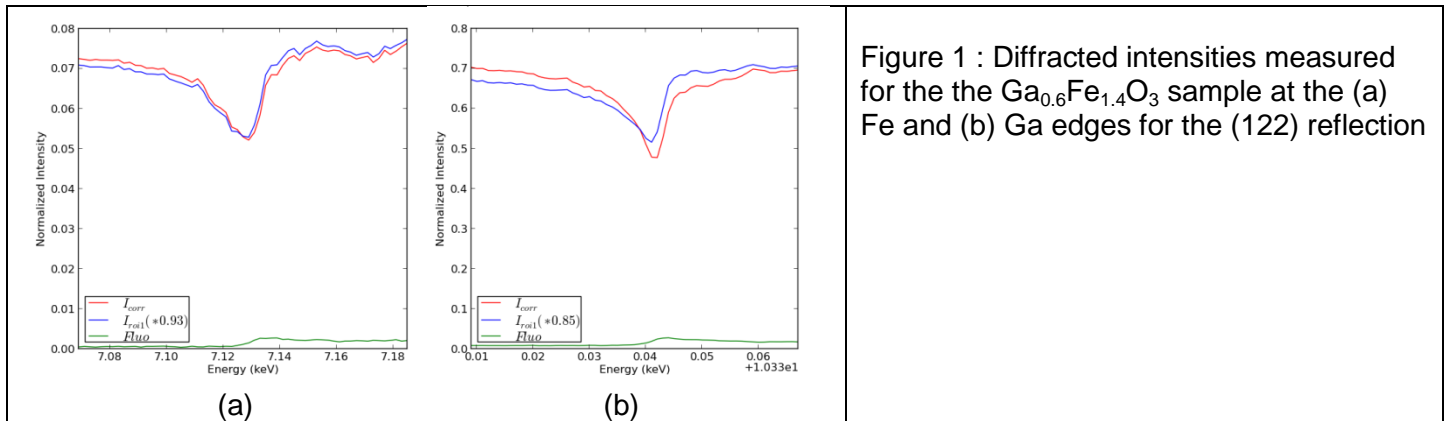 0.08
0.07
0.06
0.05
0.04
0.03
0.02
0.01
0.00
Normalized Intensity
I_corr
I_roi1(*0.93)
Fluo
7.08 7.10 7.12 7.14 7.16 7.18
Energy (keV)
(a)
0.8
0.7
0.6
0.5
0.4
0.3
0.2
0.1
0.0
Normalized Intensity
I_corr
I_roi1(*0.85)
Fluo
0.01 0.02 0.03 0.04 0.05 0.06
Energy (keV) +1.033e1
(b)
Figure 1 : Diffracted intensities measured
for the the Ga0.6Fe1.4O3 sample at the (a)
Fe and (b) Ga edges for the (122) reflection